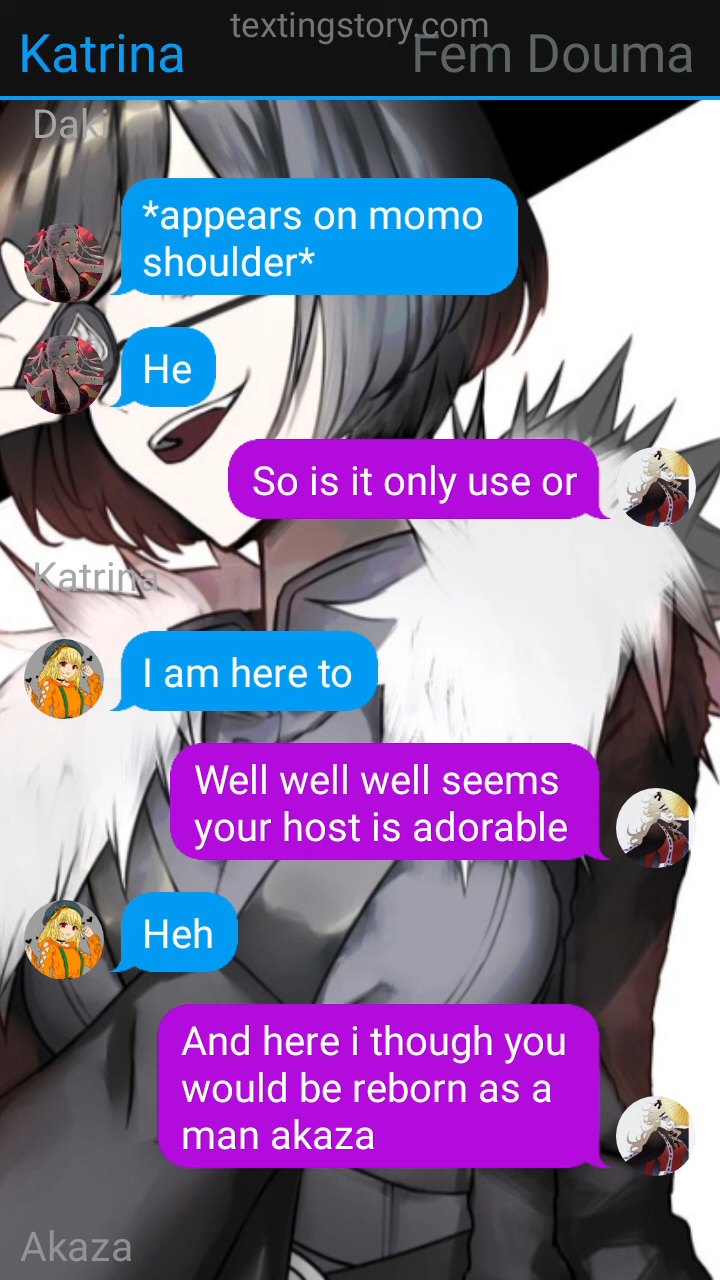 textingstory.com
Katrina
Fem Douma
Daki
*appears on momo
shoulder*
He
So is it only use or
Katrina
I am here to
Well well well seems
your host is adorable
Heh
And here i though you
would be reborn as a
man akaza
Akaza